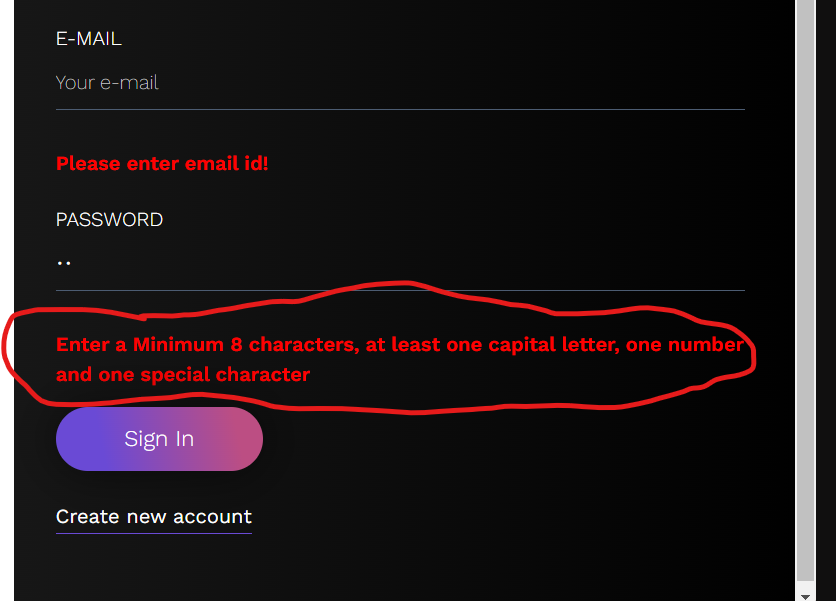 E-MAIL
Your e-mail
Please enter email id!
PASSWORD
Enter a Minimum 8 characters, at least one capital letter, one number
and one special character
Sign In
Create new account